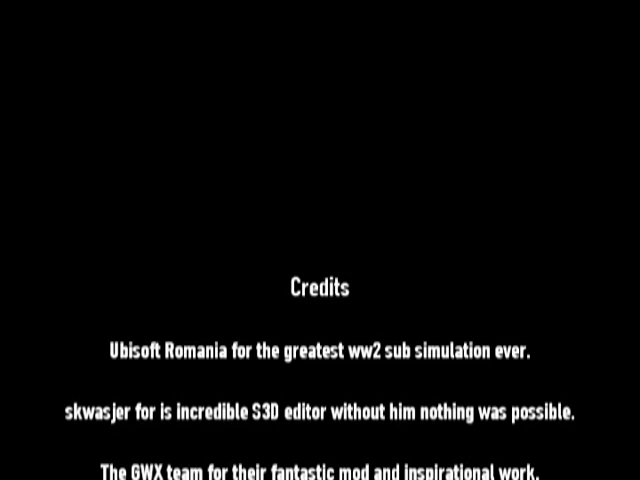 Credits
Ubisoft Romania for the greatest ww2 sub simulation ever.
skwasjer for is incredible S3D editor without him nothing was possible.
The GWX team for their fantastic mod and inspirational work.